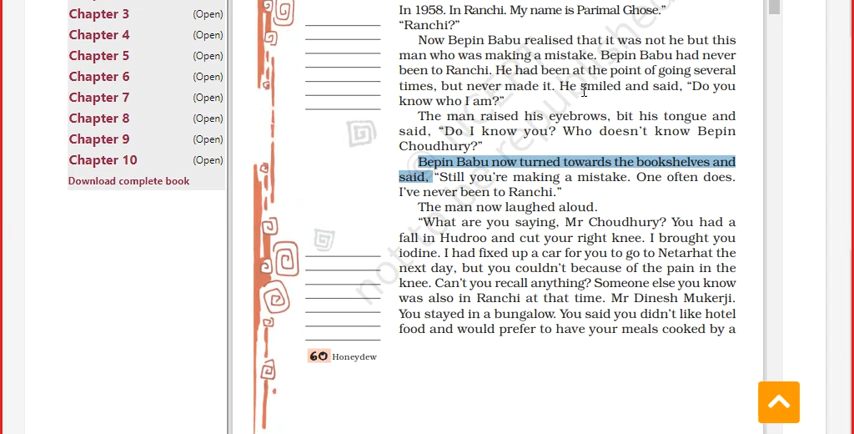 Chapter 3 (Open)
Chapter 4 (Open)
Chapter 5 (Open)
Chapter 6 (Open)
Chapter 7 (Open)
Chapter 8 (Open)
Chapter 9 (Open)
Chapter 10 (Open)
Download complete book
In 1958. In Ranchi. My name is Parimal Ghose.”
“Ranchi?”
Now Bepin Babu realised that it was not he but this
man who was making a mistake. Bepin Babu had never
been to Ranchi. He had been at the point of going several
times, but never made it. He smiled and said, “Do you
know who I am?”
The man raised his eyebrows, bit his tongue and
said, “Do I know you? Who doesn’t know Bepin
Choudhury?”
Bepin Babu now turned towards the bookshelves and
said, “Still you’re making a mistake. One often does.
I’ve never been to Ranchi.”
The man now laughed aloud.
“What are you saying, Mr Choudhury? You had a
fall in Hudroo and cut your right knee. I brought you
iodine. I had fixed up a car for you to go to Netarhat the
next day, but you couldn’t because of the pain in the
knee. Can’t you recall anything? Someone else you know
was also in Ranchi at that time. Mr Dinesh Mukerji.
You stayed in a bungalow. You said you didn’t like hotel
food and would prefer to have your meals cooked by a
60 Honeydew
not to be republished